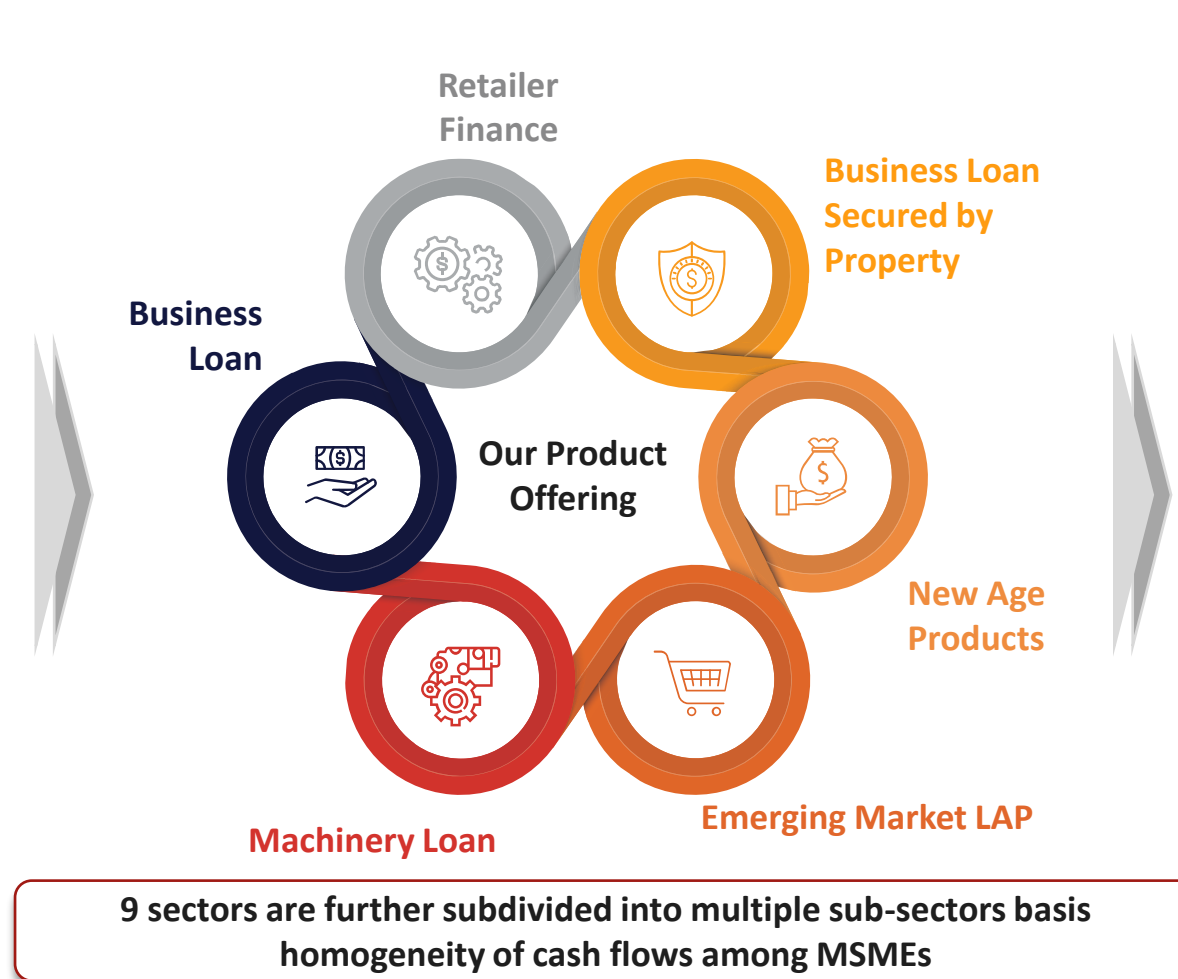 Retailer
Finance
Business Loan
Secured by
Property
Business
Loan
Our Product
Offering
New Age
Products
Emerging Market LAP
Machinery Loan
9 sectors are further subdivided into multiple sub-sectors basis
homogeneity of cash flows among MSMEs